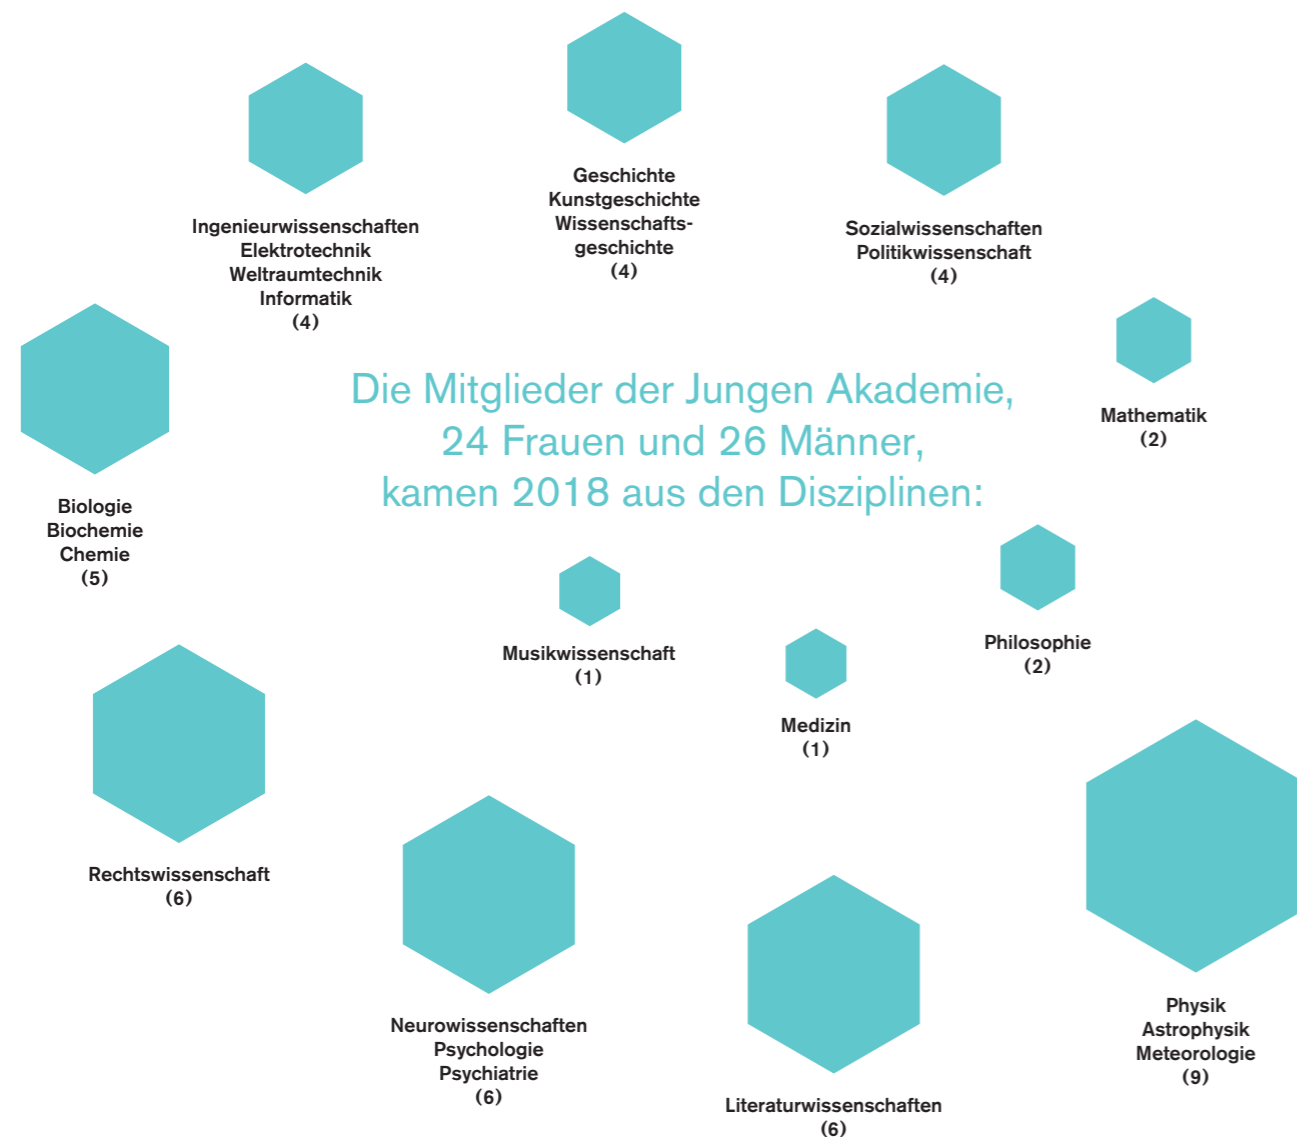 Geschichte
Kunstgeschichte
Wissenschafts-
geschichte
(4)
Ingenieurwissenschaften
Elektrotechnik
Weltraumtechnik
Informatik
(4)
Sozialwissenschaften
Politikwissenschaft
(4)
Die Mitglieder der Jungen Akademie,
24 Frauen und 26 Männer,
kamen 2018 aus den Disziplinen:
Mathematik
(2)
Biologie
Biochemie
Chemie
(5)
Musikwissenschaft
(1)
Philosophie
(2)
Medizin
(1)
Rechtswissenschaft
(6)
Neurowissenschaften
Psychologie
Psychiatrie
(6)
Literaturwissenschaften
(6)
Physik
Astrophysik
Meteorologie
(9)